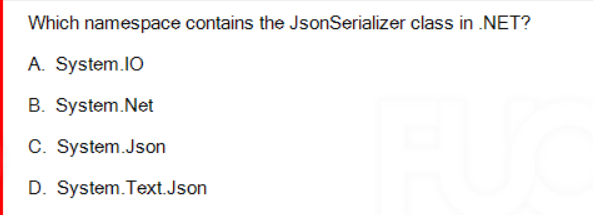 Which namespace contains the JsonSerializer class in .NET?
A. System.IO
B. System.Net
C. System.Json
D. System.Text.Json